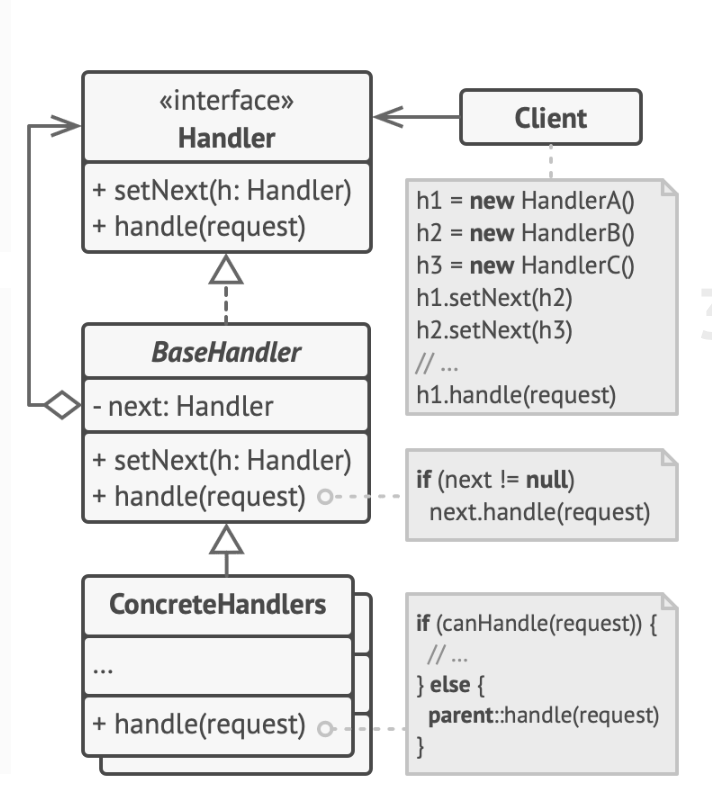 «interface»
Handler
+ setNext(h: Handler)
+ handle(request)
Client
h1 = new HandlerA()
h2 = new HandlerB()
h3 = new HandlerC()
h1.setNext(h2)
h2.setNext(h3)
// ...
h1.handle(request)
BaseHandler
- next: Handler
+ setNext(h: Handler)
+ handle(request)
if (next != null)
next.handle(request)
ConcreteHandlers
...
+ handle(request)
if (canHandle(request)) {
// ...
} else {
parent::handle(request)
}